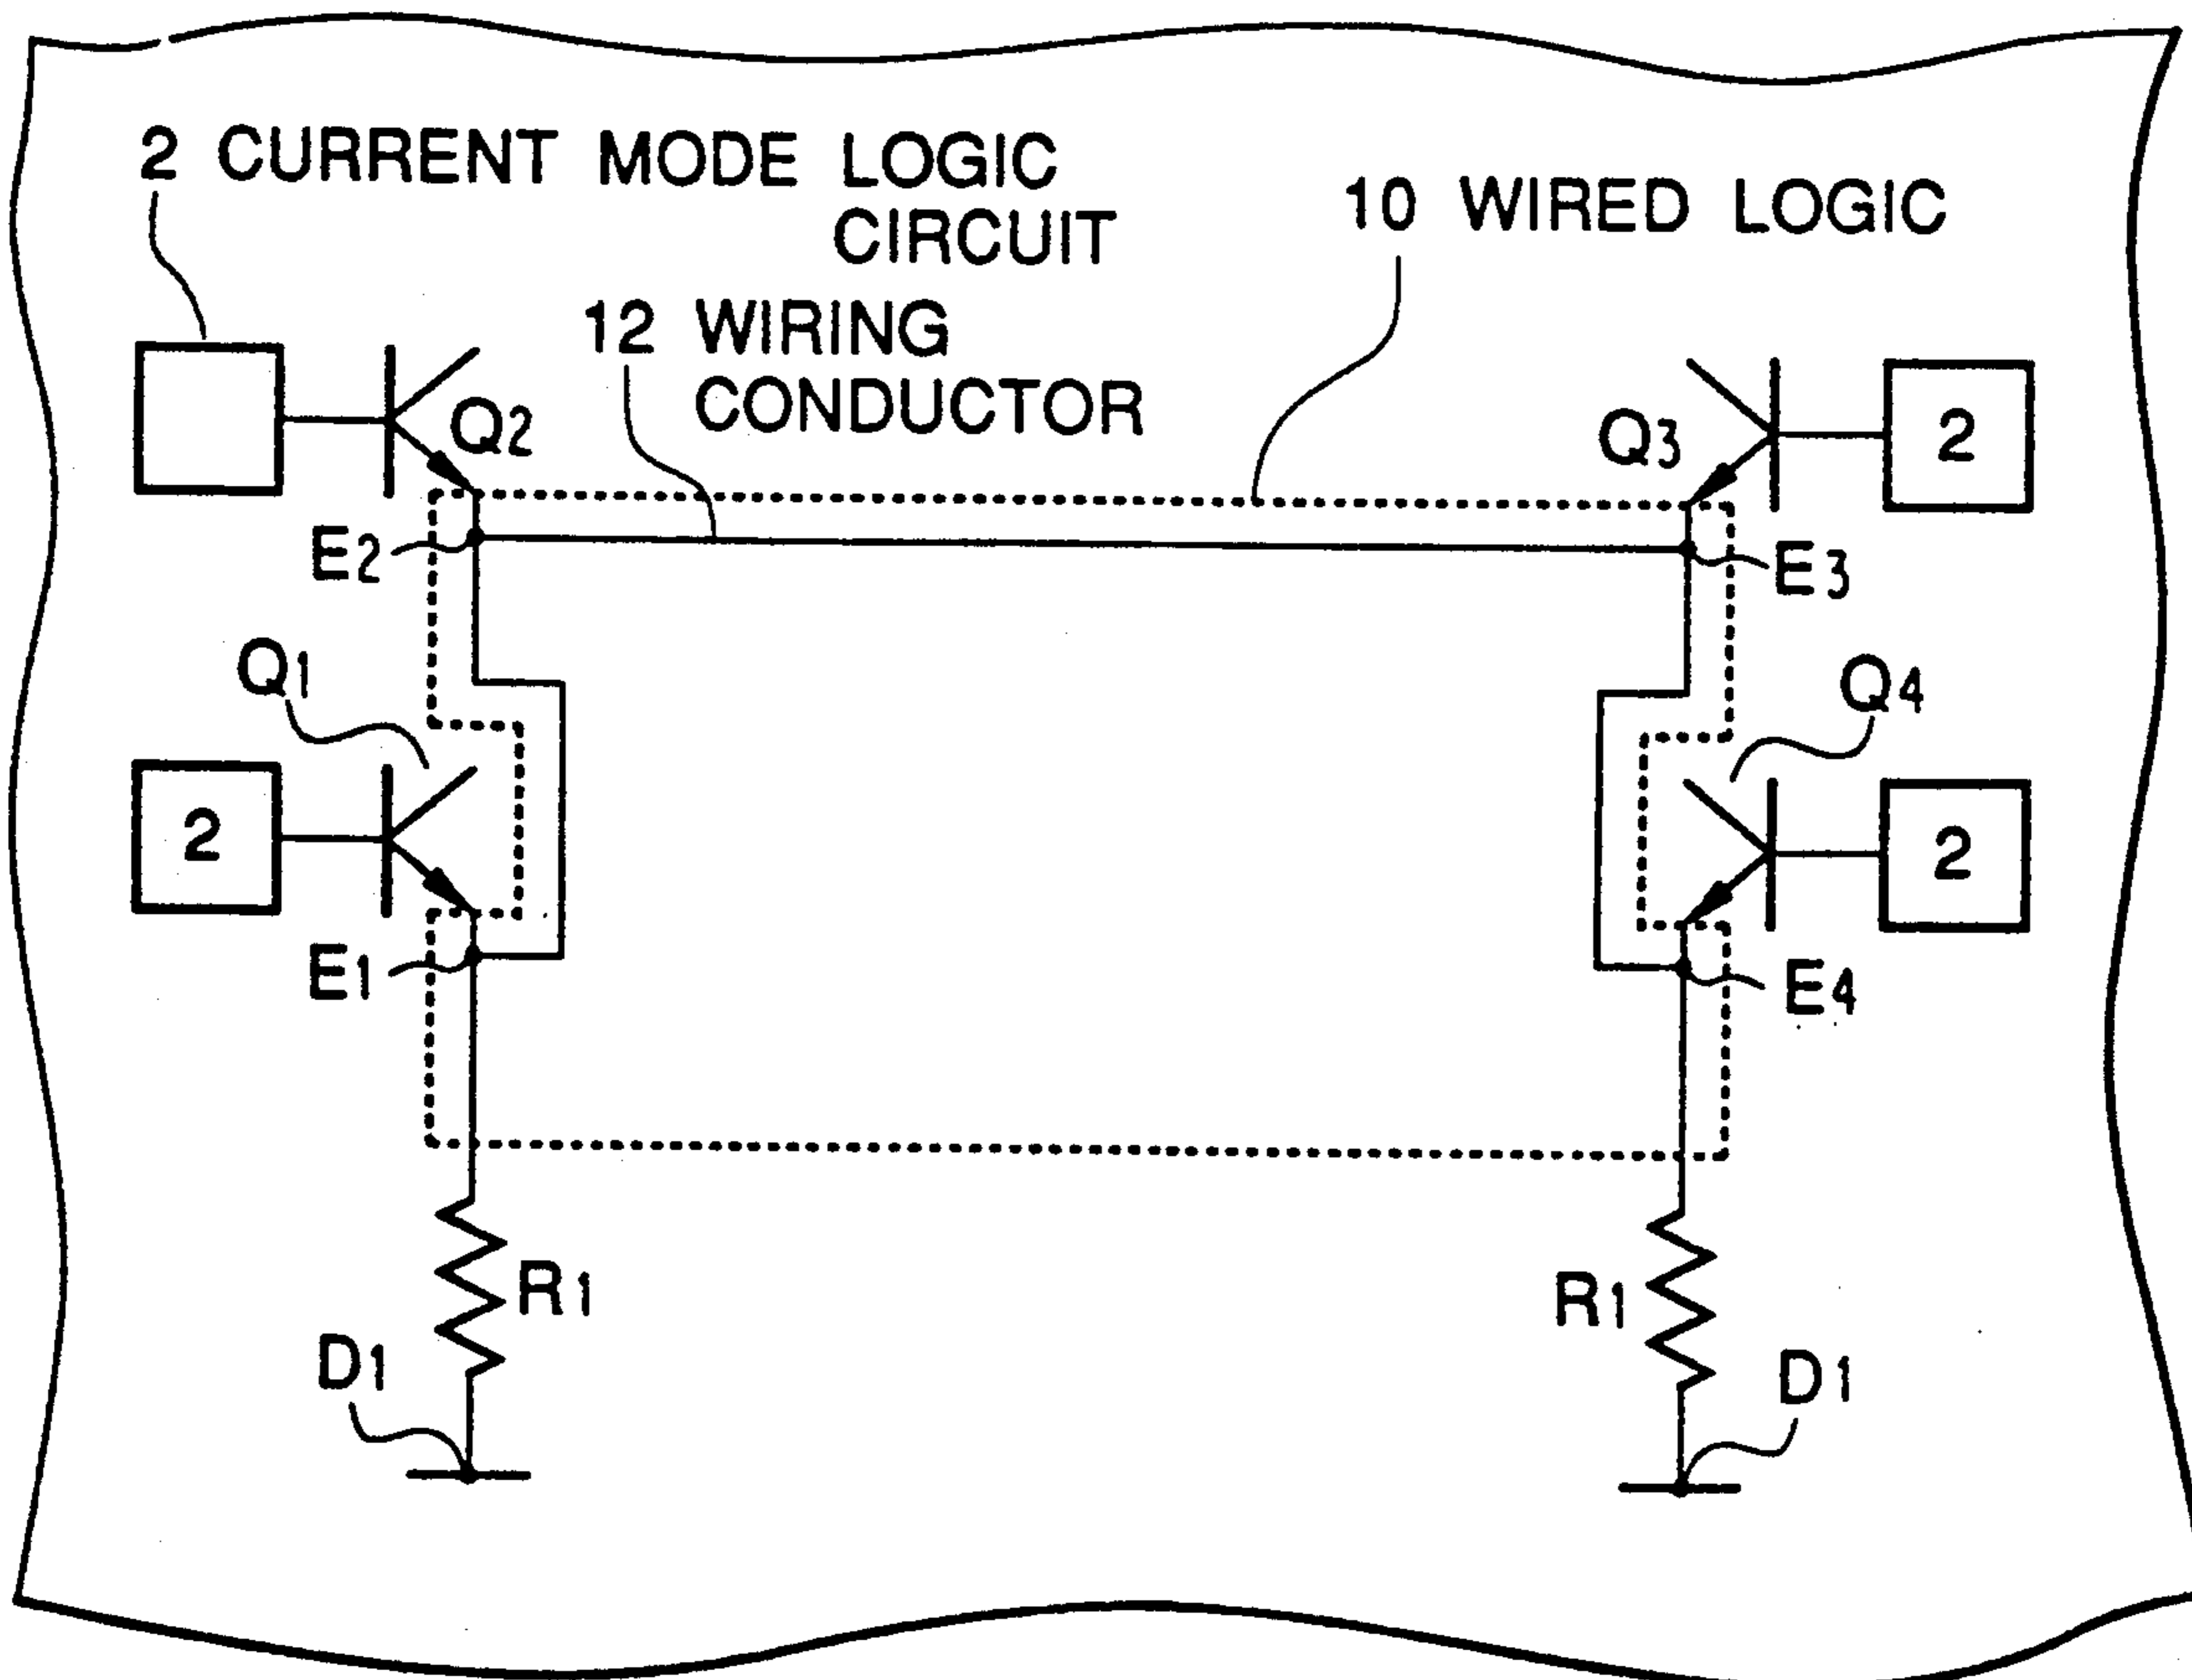 2 CURRENT MODE LOGIC
CIRCUIT
10 WIRED LOGIC
12 WIRING
CONDUCTOR
Q2
Q3
2
E2
E3
Q1
Q4
2
2
E1
E4
R1
R1
D1
D1